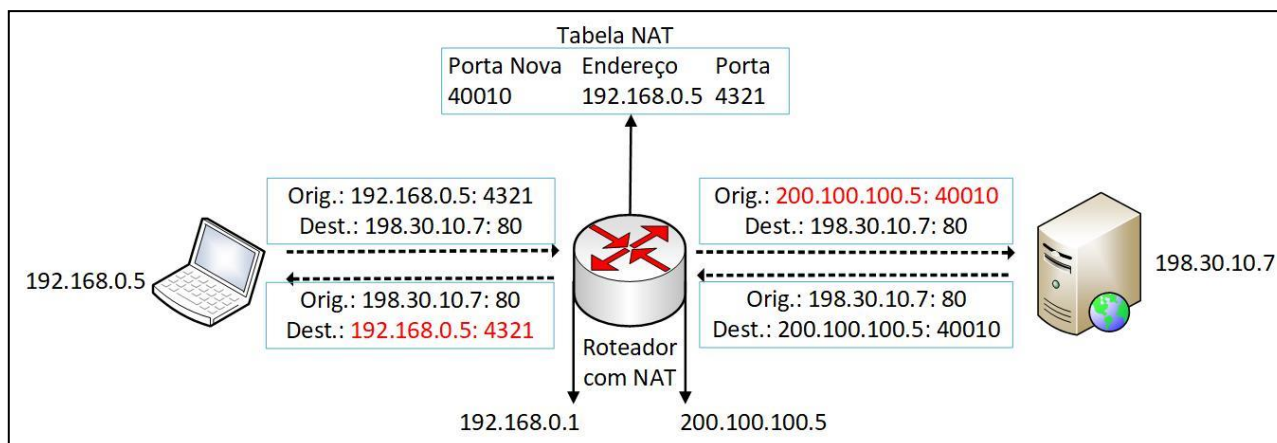 Tabela NAT
Porta Nova Endereço Porta
40010 192.168.0.5 4321
Orig.: 192.168.0.5: 4321
Dest.: 198.30.10.7: 80
Orig.: 200.100.100.5: 40010
Dest.: 198.30.10.7: 80
192.168.0.5
198.30.10.7
Orig.: 198.30.10.7: 80
Dest.: 192.168.0.5: 4321
Orig.: 198.30.10.7: 80
Dest.: 200.100.100.5: 40010
Roteador
com NAT
192.168.0.1
200.100.100.5